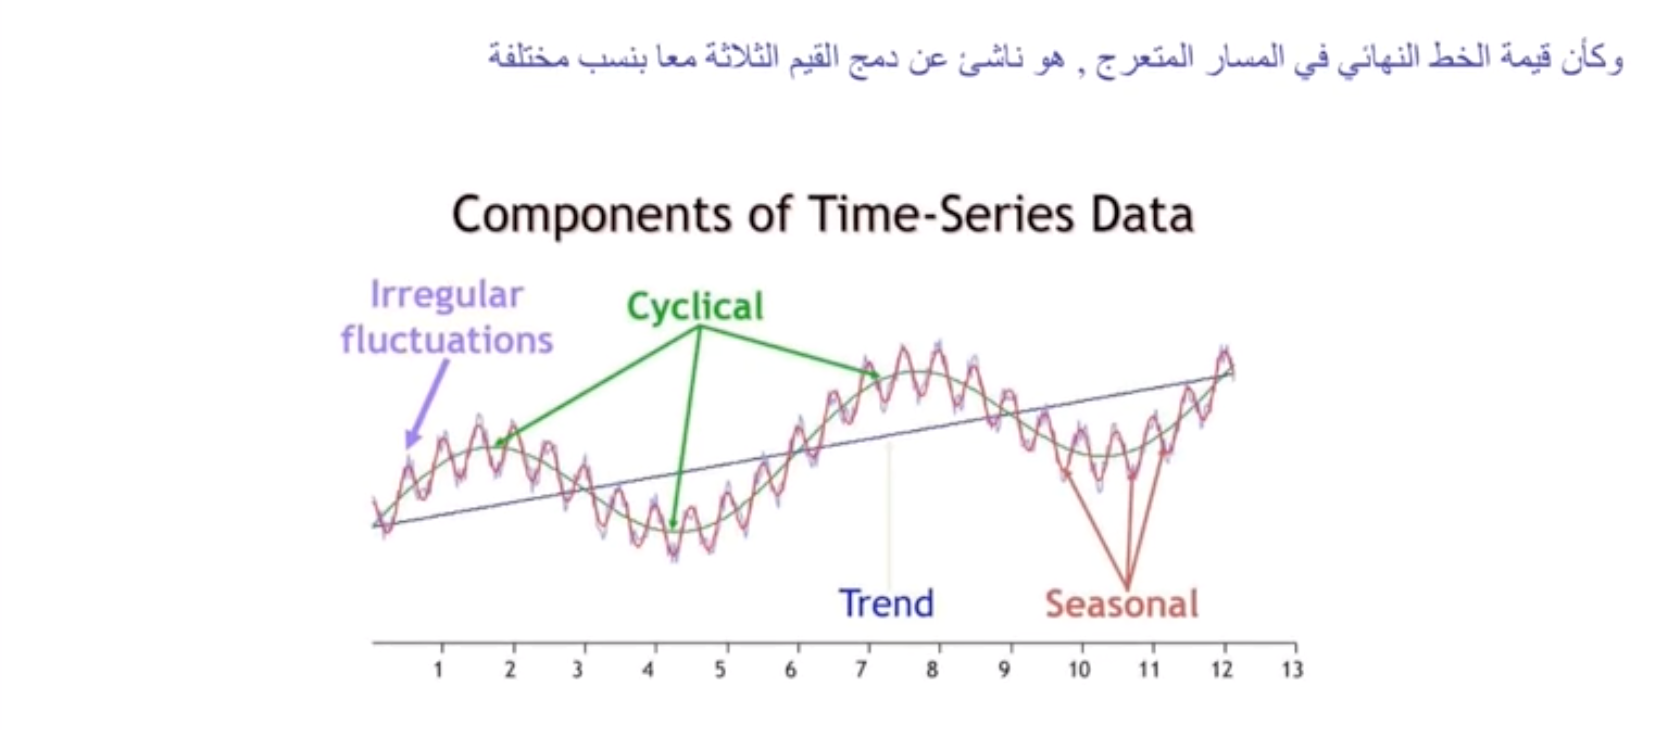 وكأن قيمة الخط النهائي في المسار المتعرج , هو ناشئ عن دمج القيم الثلاثة معا بنسب مختلفة
Components of Time-Series Data
Irregular
fluctuations
Cyclical
Trend
Seasonal
1 2 3 4 5 6 7 8 9 10 11 12 13